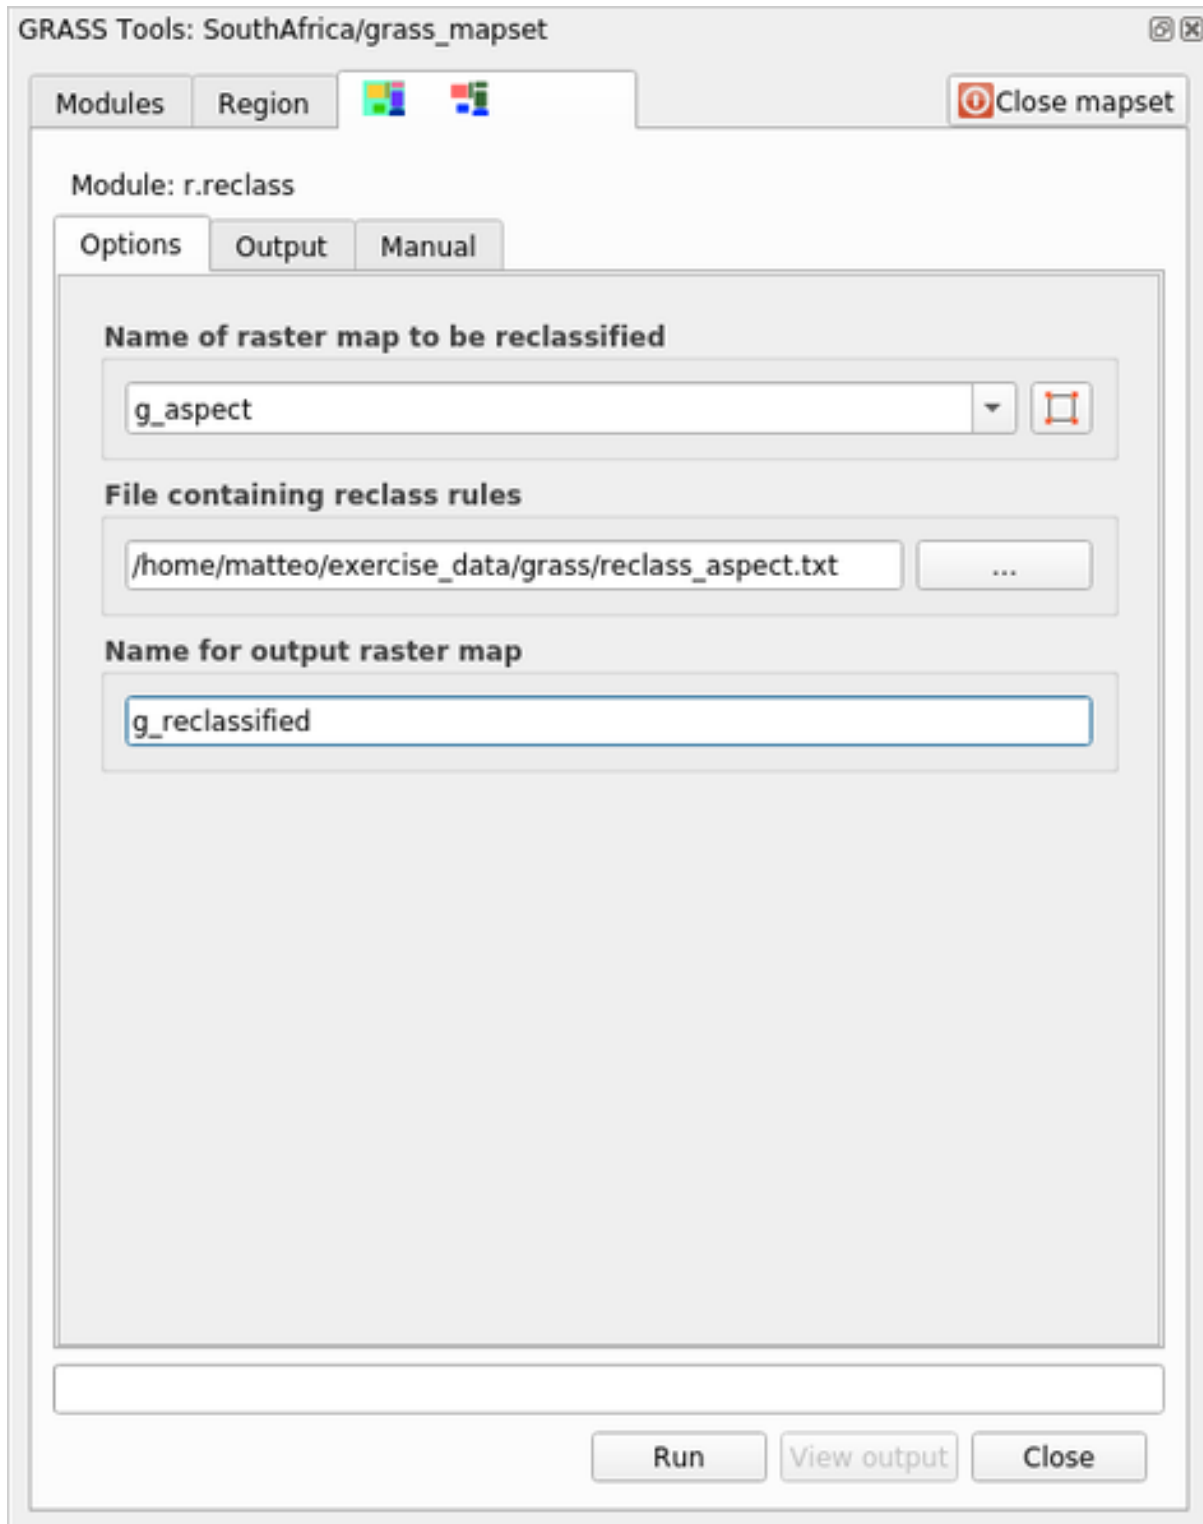 GRASS Tools: SouthAfrica/grass_mapset
Modules Region Close mapset
Module: r.reclass
Options Output Manual
Name of raster map to be reclassified
g_aspect
File containing reclass rules
/home/matteo/exercise_data/grass/reclass_aspect.txt ...
Name for output raster map
g_reclassified
Run View output Close